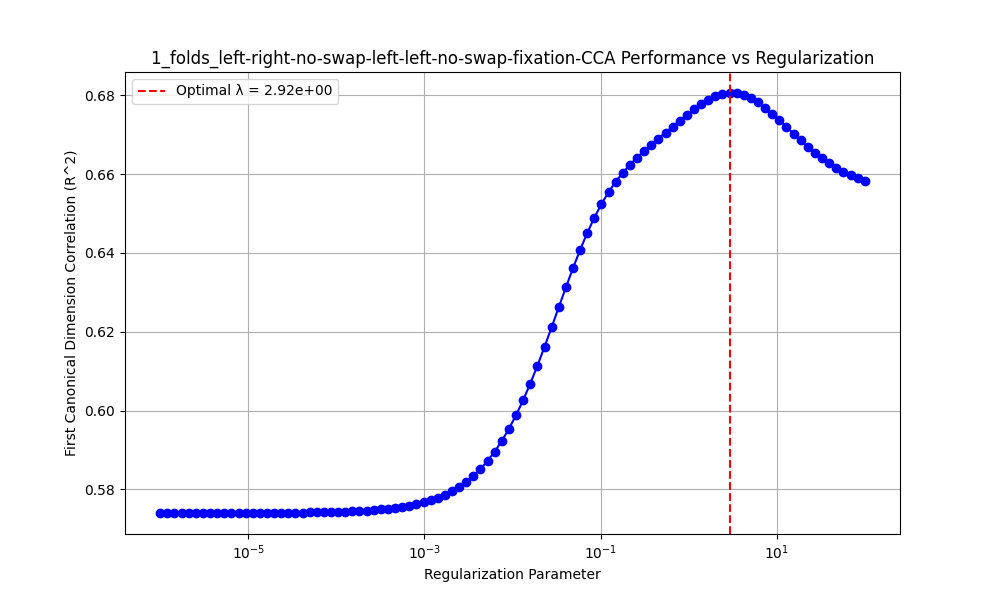 1_folds_left-right-no-swap-left-left-no-swap-fixation-CCA Performance vs Regularization
Optimal λ = 2.92e+00
First Canonical Dimension Correlation (R^2)
0.68
0.66
0.64
0.62
0.60
0.58
10⁻⁵ 10⁻³ 10⁻¹ 10¹
Regularization Parameter